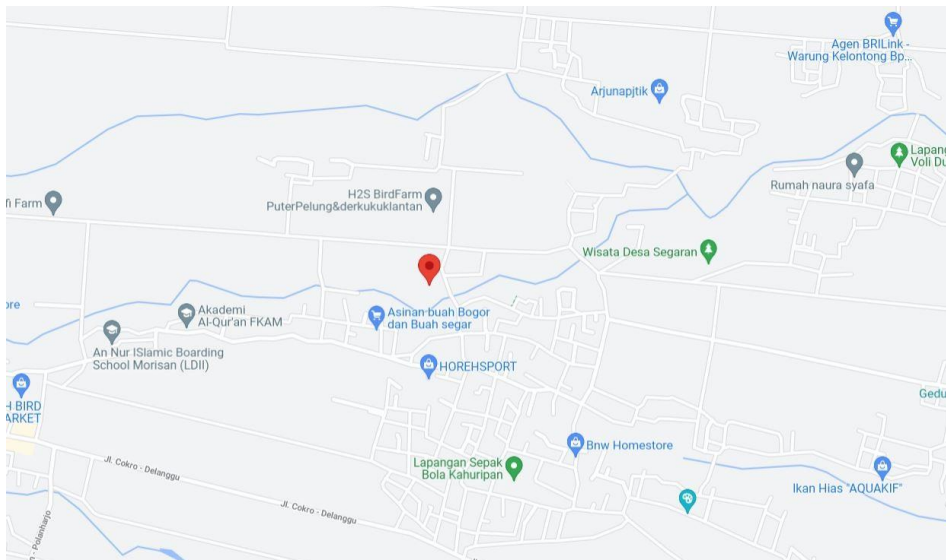 Agen BRILink -
Warung Kelontong Bp...
Arjunapjtik
Lapang
Voli Du
Rumah naura syafa
H2S BirdFarm
PuterPelung&derkukuklantan
Farm
Wisata Desa Segaran
ore
Akademi
Al-Qur'an FKAM
Asinan buah Bogor
dan Buah segar
An Nur ISlamic Boarding
School Morisan (LDII)
HOREHSPORT
H BIRD
ARKET
Gedu
Bnw Homestore
Jl. Cokro - Delanggu
Lapangan Sepak
Bola Kahuripan
Ikan Hias "AQUAKIF"
Jl. Cokro - Delanggu
n - Polanharjo